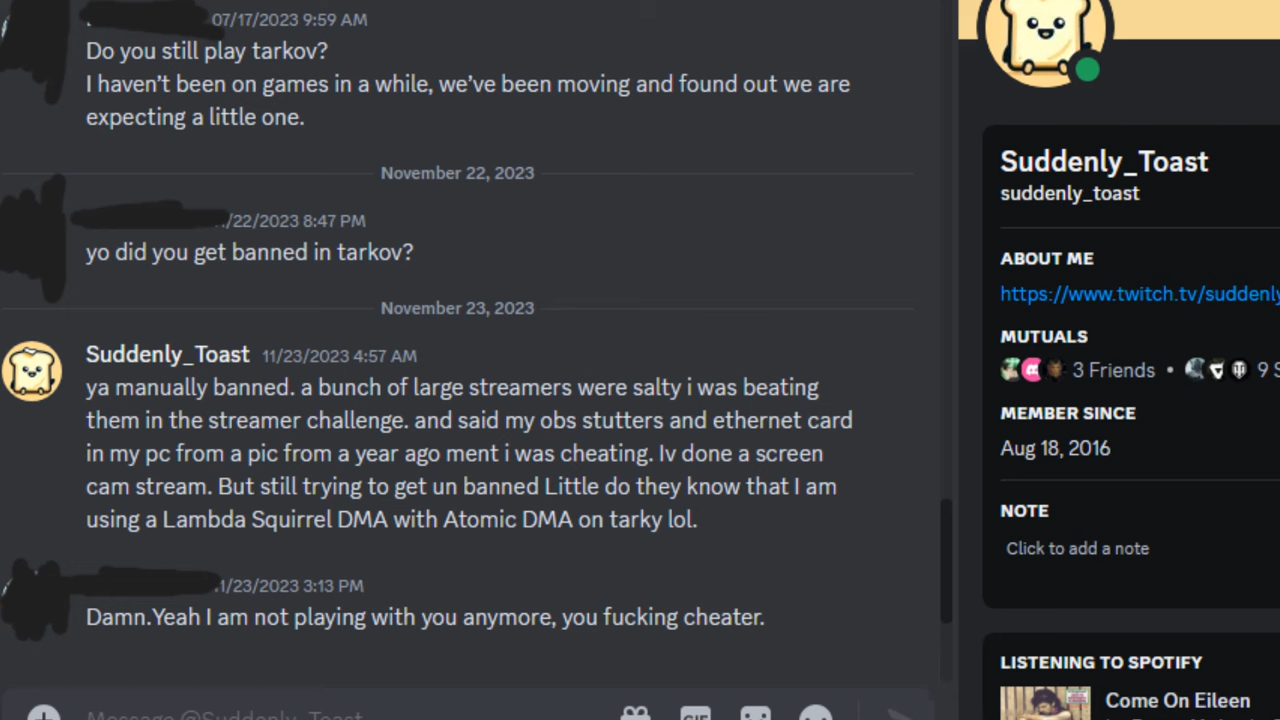 07/17/2023 9:59 AM
Do you still play tarkov?
I haven't been on games in a while, we've been moving and found out we are
expecting a little one.
November 22, 2023
/22/2023 8:47 PM
yo did you get banned in tarkov?
November 23, 2023
Suddenly_Toast 11/23/2023 4:57 AM
ya manually banned. a bunch of large streamers were salty i was beating
them in the streamer challenge. and said my obs stutters and ethernet card
in my pc from a pic from a year ago ment i was cheating. Iv done a screen
cam stream. But still trying to get un banned Little do they know that I am
using a Lambda Squirrel DMA with Atomic DMA on tarky lol.
1/23/2023 3:13 PM
Damn.Yeah I am not playing with you anymore, you fucking cheater.
Message @Suddenly_Toast
GIF
Suddenly_Toast
suddenly_toast
ABOUT ME
https://www.twitch.tv/suddenly
MUTUALS
3 Friends • 9 S
MEMBER SINCE
Aug 18, 2016
NOTE
Click to add a note
LISTENING TO SPOTIFY
Come On Eileen